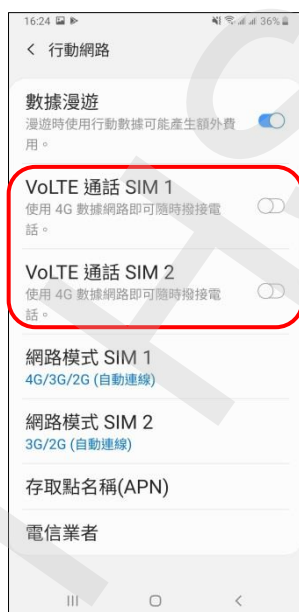 16:24
36%
行動網路
數據漫遊
漫遊時使用行動數據可能產生額外費
用。
VoLTE 通話 SIM 1
使用 4G 數據網路即可隨時撥接電
話。
VoLTE 通話 SIM 2
使用 4G 數據網路即可隨時撥接電
話。
網路模式 SIM 1
4G/3G/2G (自動連線)
網路模式 SIM 2
3G/2G (自動連線)
存取點名稱(APN)
電信業者